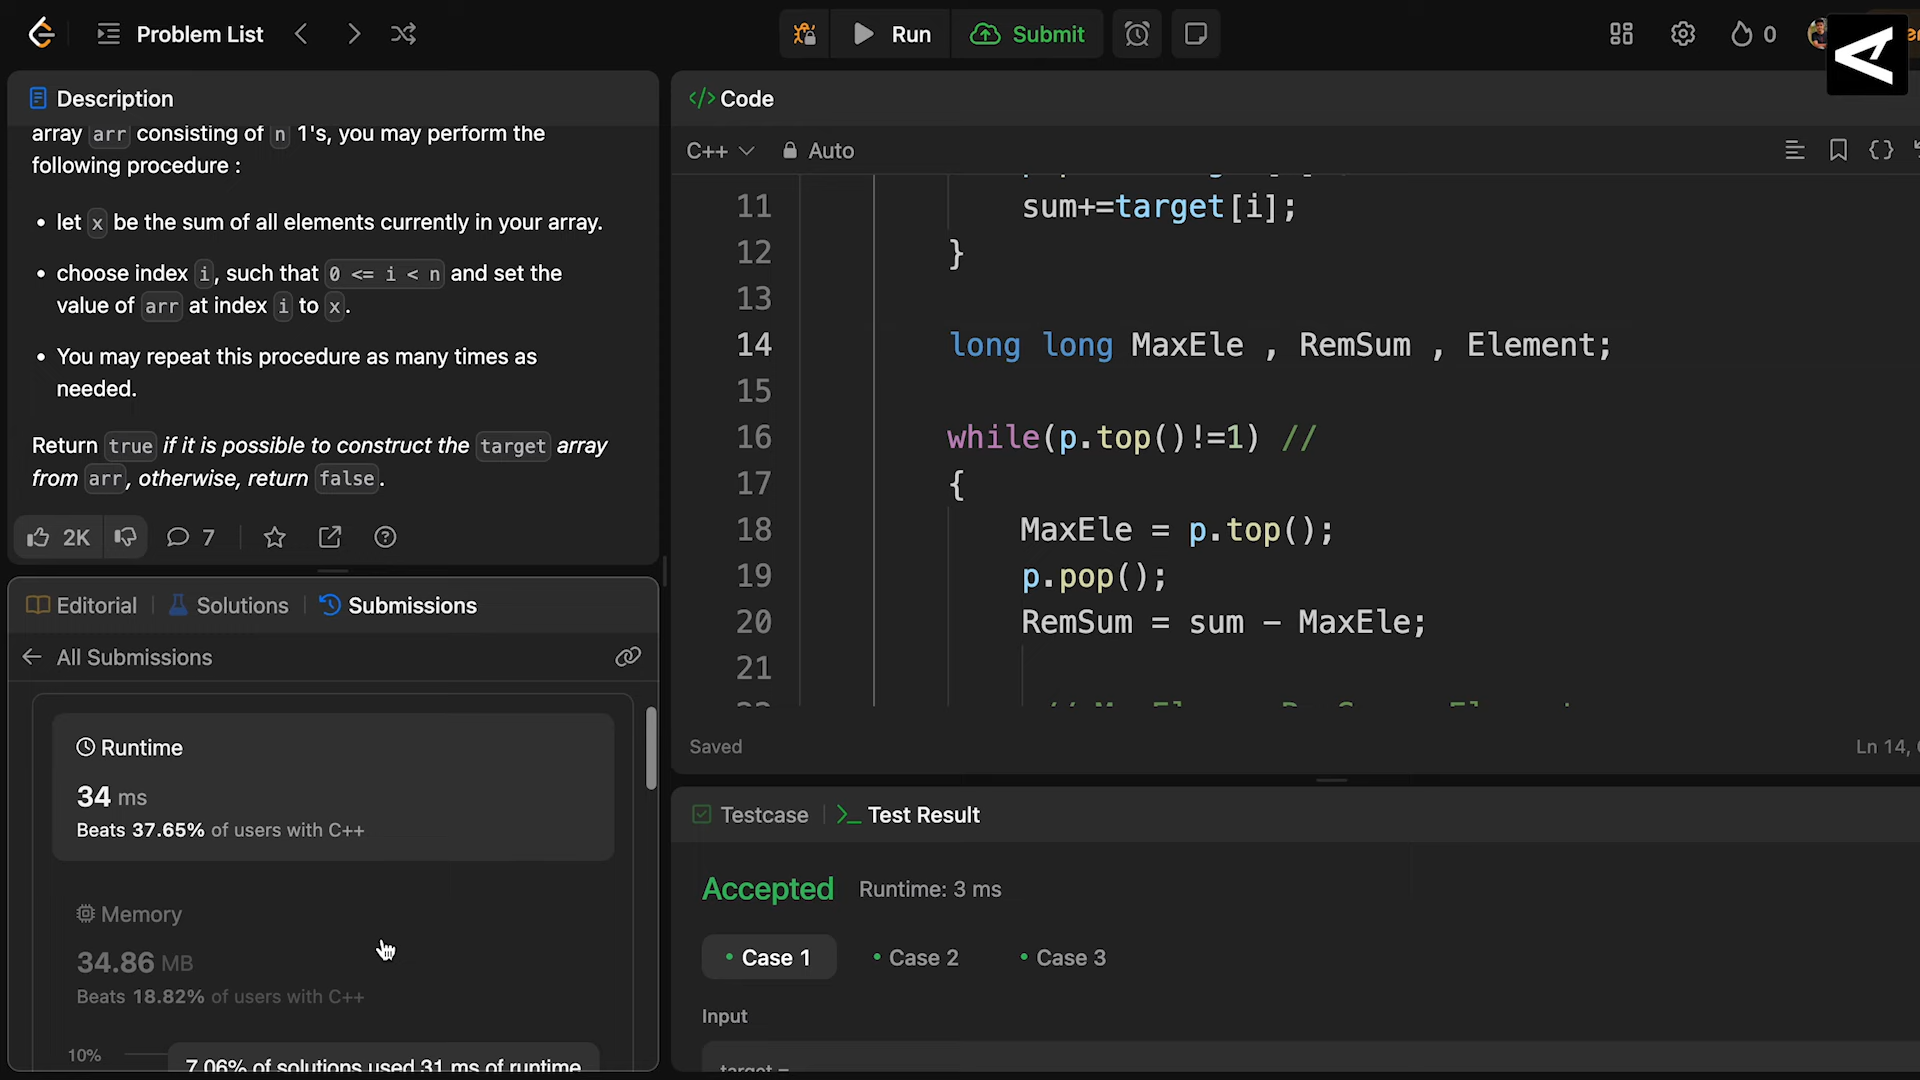 Problem List
Run
Submit
0
Description
array arr consisting of n 1's, you may perform the
following procedure :
• let x be the sum of all elements currently in your array.
• choose index i, such that 0 <= i < n and set the
value of arr at index i to x.
• You may repeat this procedure as many times as
needed.
Return true if it is possible to construct the target array
from arr, otherwise, return false.
2K
7
Editorial
Solutions
Submissions
All Submissions
Runtime
34 ms
Beats 37.65% of users with C++
Memory
34.86 MB
Beats 18.82% of users with C++
10%
7.06% of solutions used 31 ms of runtime
</> Code
C++
Auto
{}
11 sum+=target[i];
12 }
13
14 long long MaxEle , RemSum , Element;
15
16 while(p.top()!=1) //
17 {
18 MaxEle = p.top();
19 p.pop();
20 RemSum = sum - MaxEle;
21
Saved
Ln 14,
Testcase
Test Result
Accepted
Runtime: 3 ms
• Case 1
• Case 2
• Case 3
Input
target =